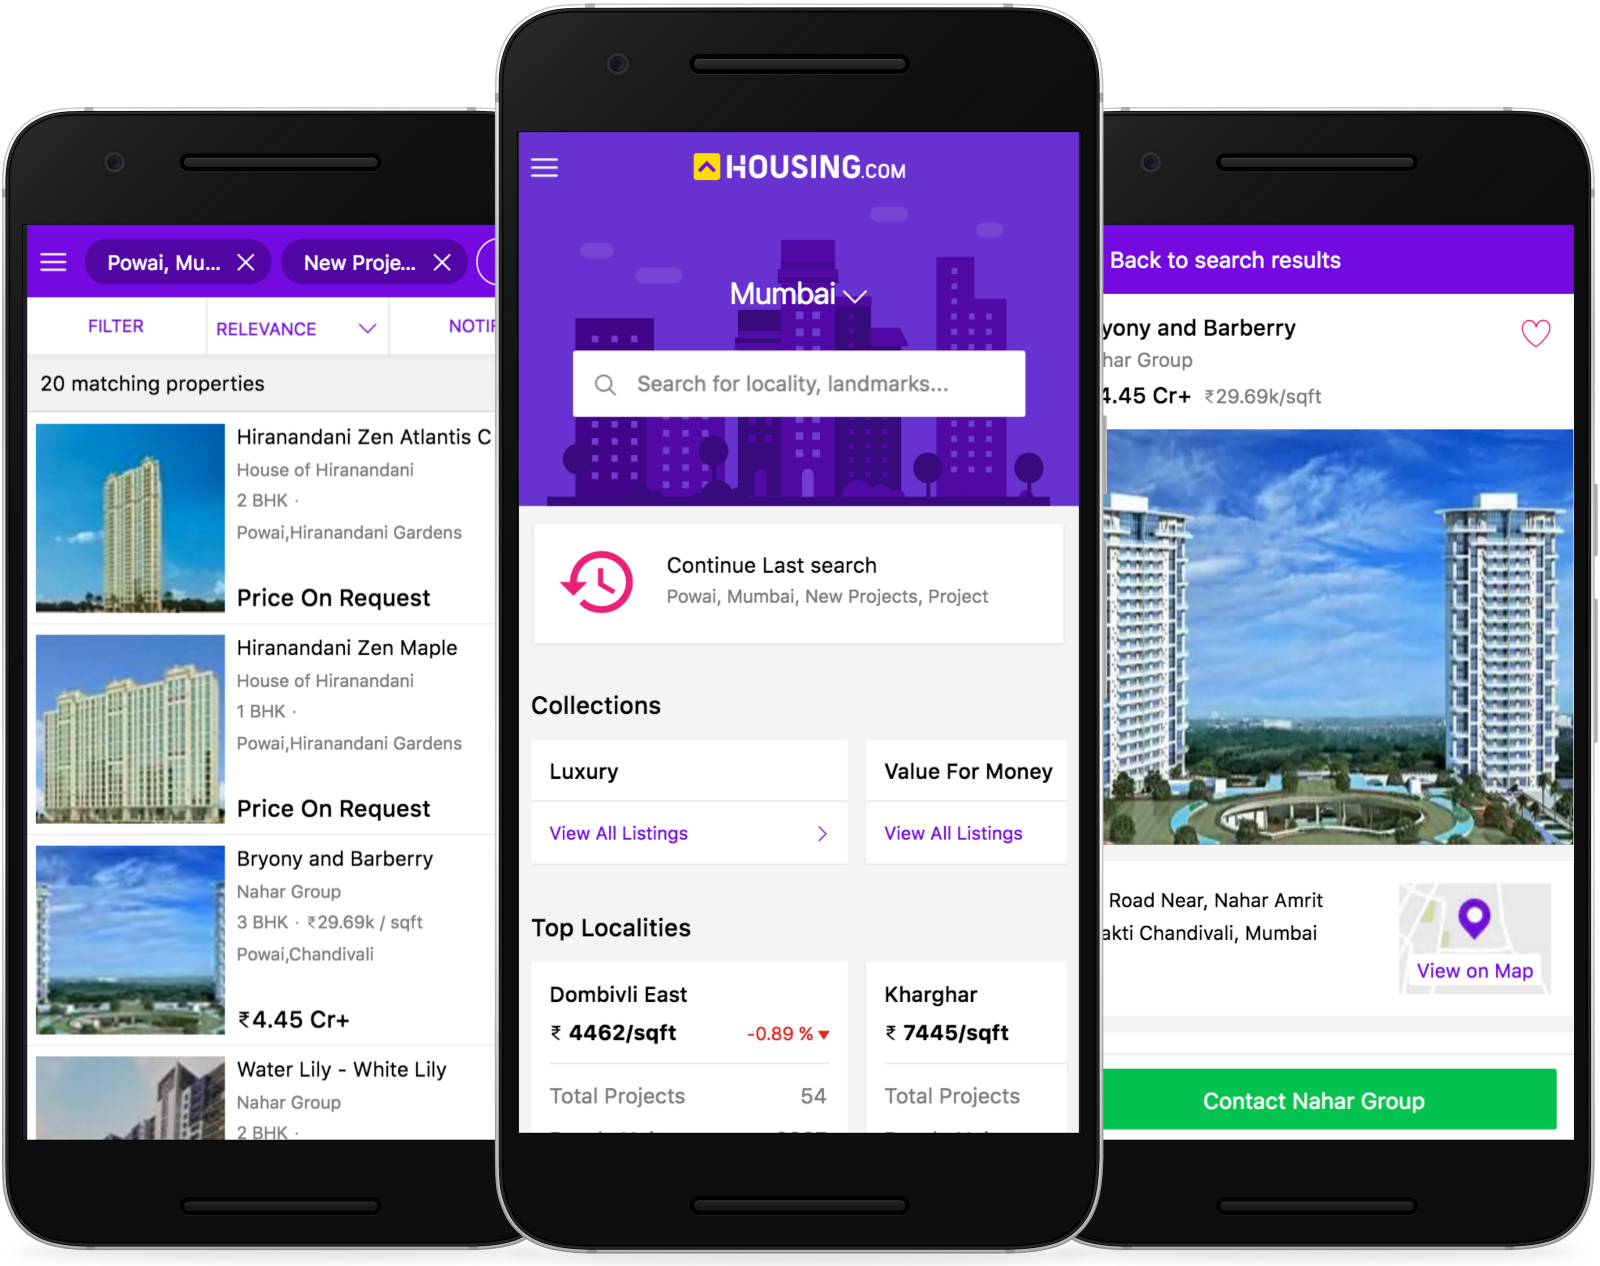 Powai, Mu...
New Proje...
FILTER
RELEVANCE
20 matching properties
Hiranandani Zen Atlantis C
House of Hiranandani
2 BHK ·
Powai,Hiranandani Gardens
Price On Request
Hiranandani Zen Maple
House of Hiranandani
1 BHK ·
Powai,Hiranandani Gardens
Price On Request
Bryony and Barberry
Nahar Group
3 BHK · ₹29.69k / sqft
Powai,Chandivali
₹4.45 Cr+
Water Lily - White Lily
Nahar Group
2 BHK ·
HOUSING.COM
Mumbai
Search for locality, landmarks...
Continue Last search
Powai, Mumbai, New Projects, Project
Collections
Luxury
View All Listings
Value For Money
View All Listings
Top Localities
Dombivli East
₹ 4462/sqft
-0.89 % ▼
Total Projects 54
Kharghar
₹ 7445/sqft
Total Projects
Back to search results
yony and Barberry
har Group
4.45 Cr+ ₹29.69k/sqft
Road Near, Nahar Amrit
akti Chandivali, Mumbai
View on Map
Contact Nahar Group